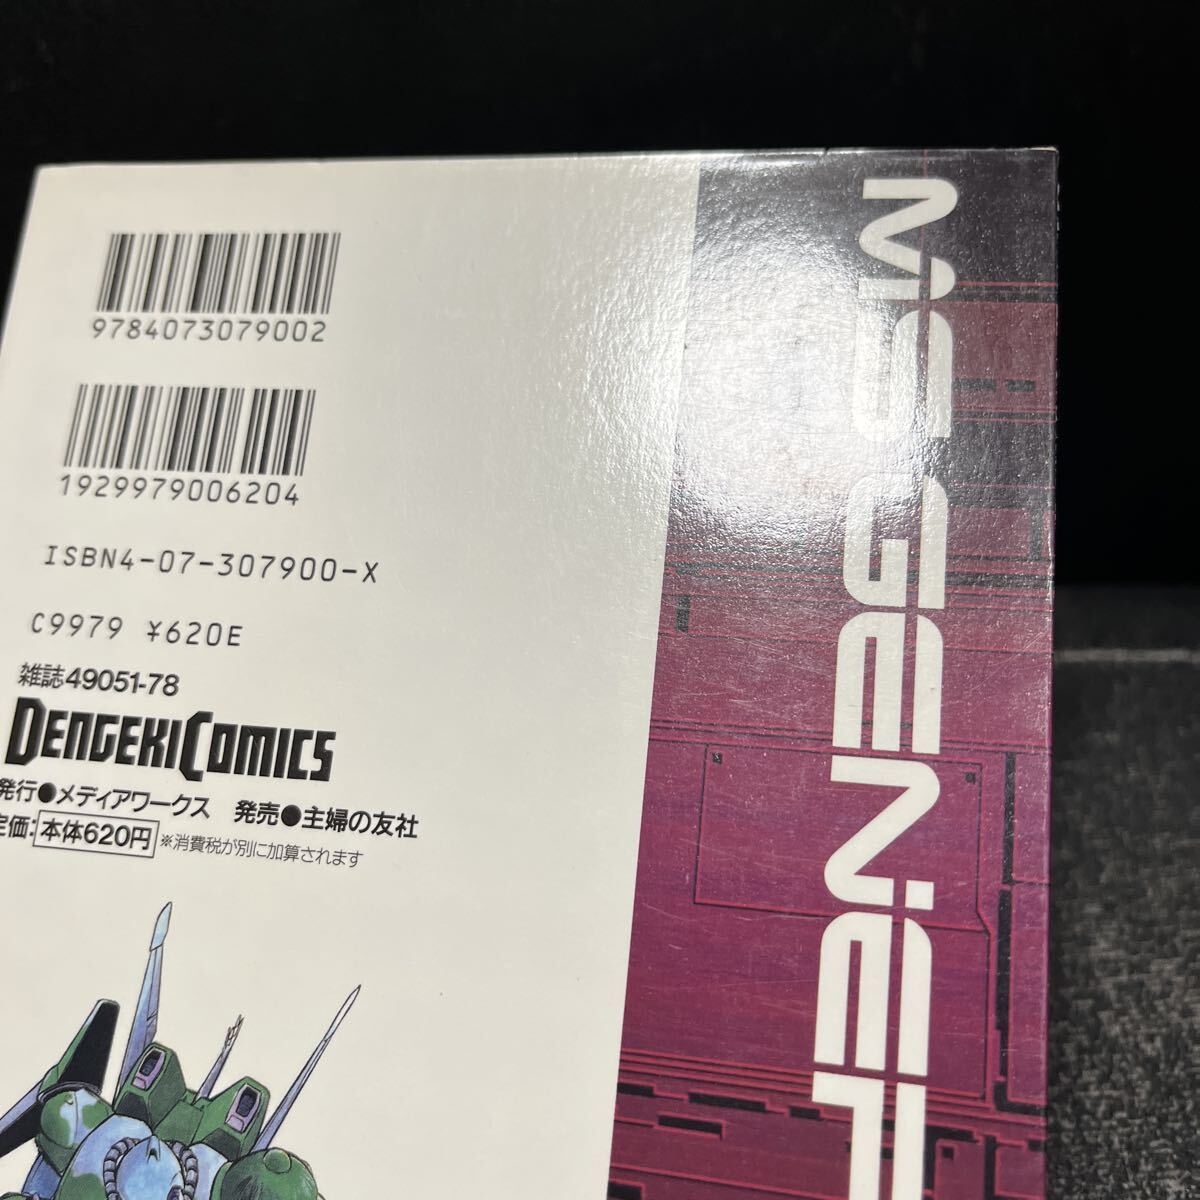 9784073079002
1929979006204
ISBN4-07-307900-X
C9979 ¥620E
雑誌49051-78
DENGEKI COMICS
発行●メディアワークス 発売●主婦の友社
定価:本体620円 ※消費税が別に加算されます
MS GENER